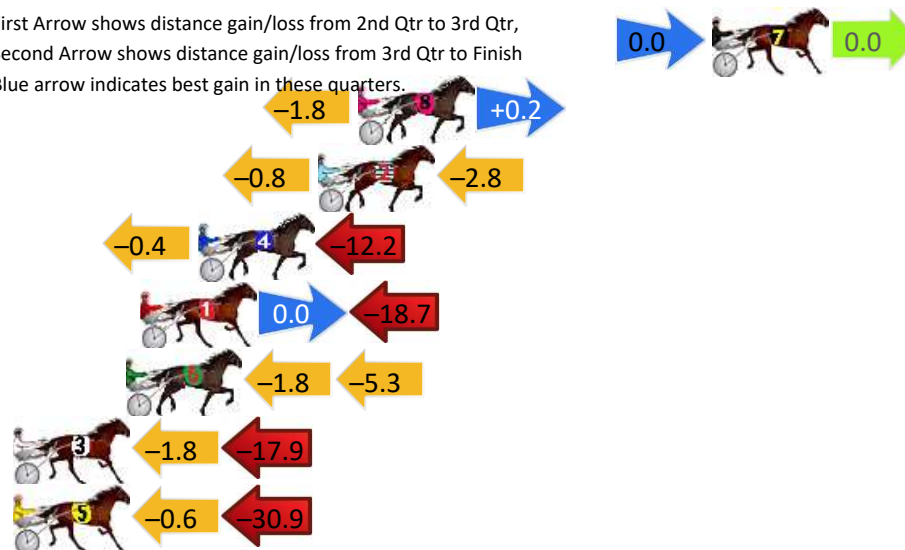 irst Arrow shows distance gain/loss from 2nd Qtr to 3rd Qtr,
econd Arrow shows distance gain/loss from 3rd Qtr to Finish
Blue arrow indicates best gain in these quarters.
0.0 7 0.0
–1.8 8 +0.2
–0.8 2 –2.8
–0.4 4 –12.2
1 0.0 –18.7
6 –1.8 –5.3
3 –1.8 –17.9
5 –0.6 –30.9